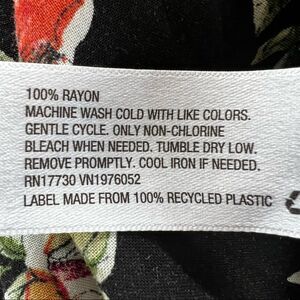 100% RAYON
MACHINE WASH COLD WITH LIKE COLORS.
GENTLE CYCLE. ONLY NON-CHLORINE
BLEACH WHEN NEEDED. TUMBLE DRY LOW.
REMOVE PROMPTLY. COOL IRON IF NEEDED.
RN17730 VN1976052
LABEL MADE FROM 100% RECYCLED PLASTIC